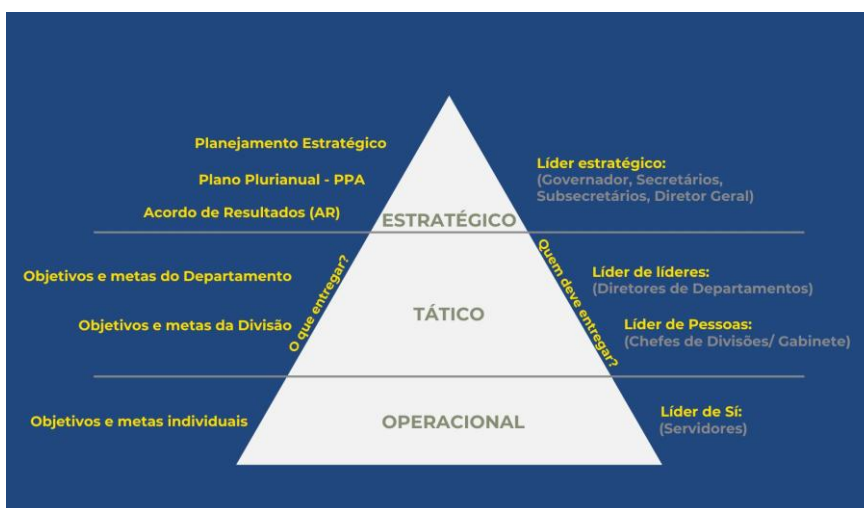 Planejamento Estratégico
Plano Plurianual - PPA
Acordo de Resultados (AR)
ESTRATÉGICO
Líder estratégico:
(Governador, Secretários,
Subsecretários, Diretor Geral)
O que entregar?
Quem deve entregar?
Objetivos e metas do Departamento
Objetivos e metas da Divisão
TÁTICO
Líder de líderes:
(Diretores de Departamentos)
Líder de Pessoas:
(Chefes de Divisões/ Gabinete)
Objetivos e metas individuais
OPERACIONAL
Líder de Sí:
(Servidores)